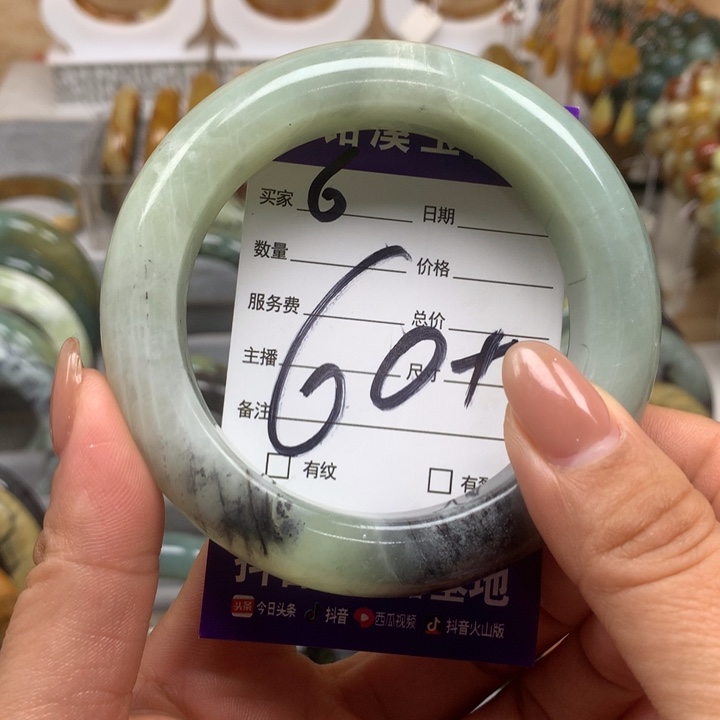 买家 6 日期
数量 价格
服务费 总价
主播 尺寸
备注 60+
有纹 有
今日头条 抖音 西瓜视频 抖音火山版